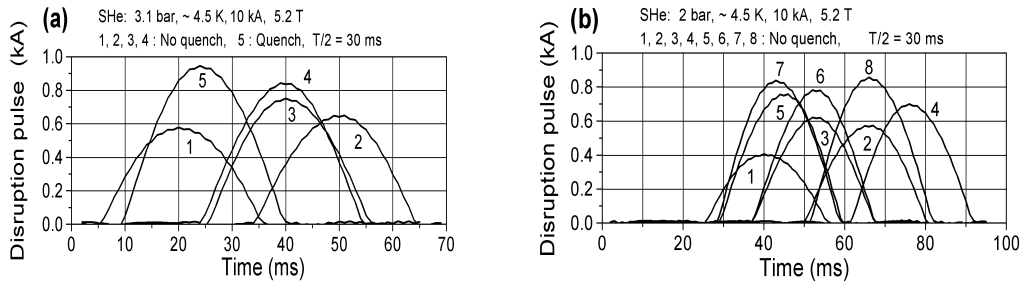 (a) SHe: 3.1 bar, ~ 4.5 K, 10 kA, 5.2 T
1, 2, 3, 4 : No quench, 5 : Quench, T/2 = 30 ms
Disruption pulse (kA)
1.0
0.8
0.6
0.4
0.2
0.0
5
4
3
1
2
0 10 20 30 40 50 60 70
Time (ms)
(b) SHe: 2 bar, ~ 4.5 K, 10 kA, 5.2 T
1, 2, 3, 4, 5, 6, 7, 8 : No quench, T/2 = 30 ms
Disruption pulse (kA)
1.0
0.8
0.6
0.4
0.2
0.0
7
6
8
5
4
3
2
1
0 20 40 60 80 100
Time (ms)